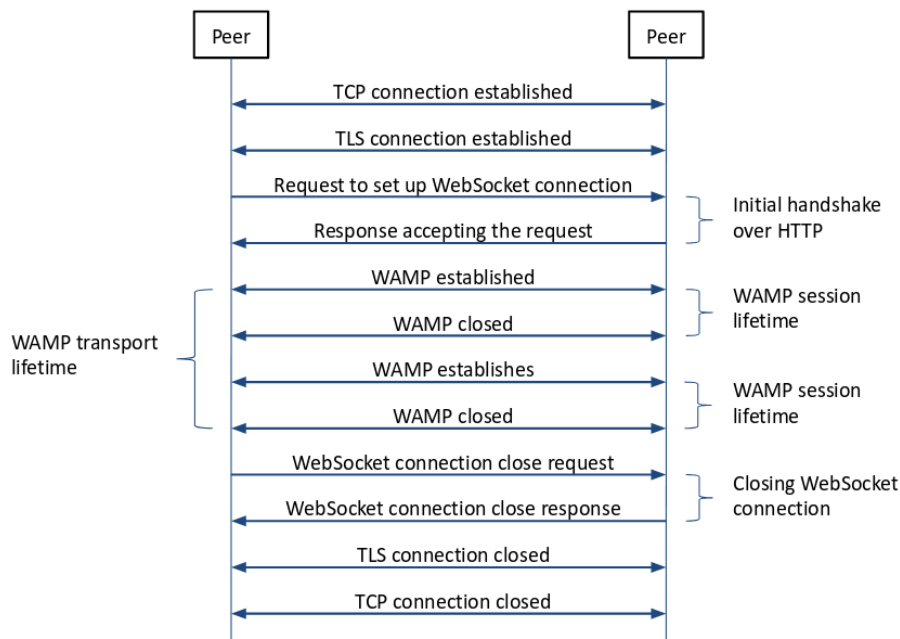 Peer
Peer
TCP connection established
TLS connection established
Request to set up WebSocket connection
Initial handshake
over HTTP
Response accepting the request
WAMP established
WAMP session
lifetime
WAMP closed
WAMP transport
lifetime
WAMP establishes
WAMP session
lifetime
WAMP closed
WebSocket connection close request
Closing WebSocket
connection
WebSocket connection close response
TLS connection closed
TCP connection closed